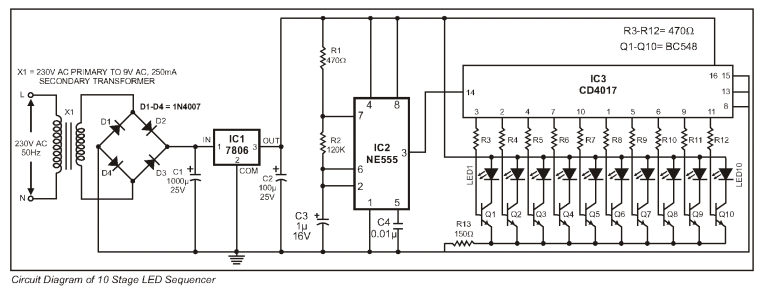 X1 = 230V AC PRIMARY TO 9V AC, 250mA
SECONDARY TRANSFORMER
R3-R12= 470Ω
Q1-Q10= BC548
L
X1
230V AC
50Hz
N
D1-D4 = 1N4007
D1
D2
D4
D3
IN
IC1
7806
1
3
2
OUT
COM
C1
1000µ
25V
C2
100µ
25V
R1
470Ω
R2
120K
C3
1µ
16V
7
6
2
4
8
IC2
NE555
3
1
5
C4
0.01µ
IC3
CD4017
14
16
15
13
8
3
2
4
7
10
1
5
6
9
11
R3
R4
R5
R6
R7
R8
R9
R10
R11
R12
LED1
LED10
Q1
Q2
Q3
Q4
Q5
Q6
Q7
Q8
Q9
Q10
R13
150Ω
Circuit Diagram of 10 Stage LED Sequencer